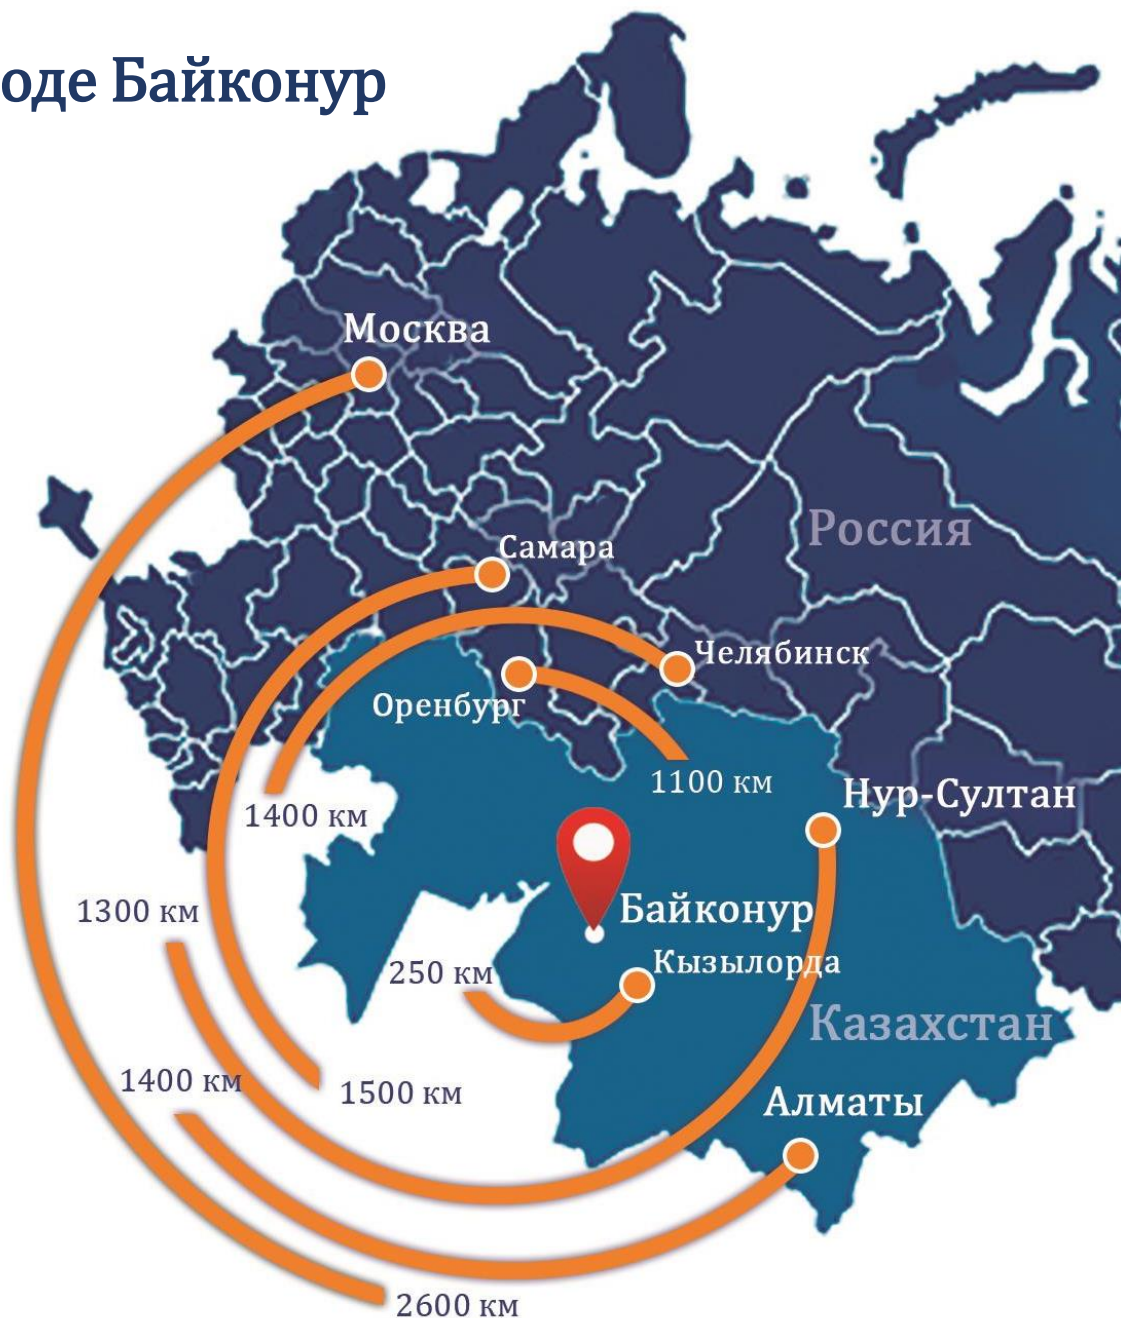 оде Байконур
Москва
Россия
Самара
Челябинск
Оренбург
1100 км
Нур-Султан
1400 км
Байконур
1300 км
Кызылорда
250 км
Казахстан
1400 км
1500 км
Алматы
2600 км